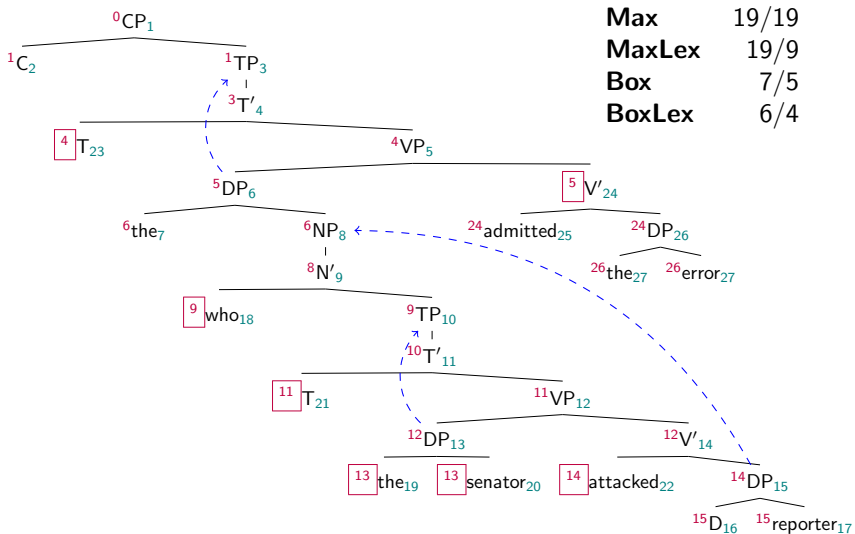 ⁰CP₁
Max 19/19
MaxLex 19/9
Box 7/5
BoxLex 6/4
¹C₂ ¹TP₃
³T′₄
⁴T₂₃ ⁴VP₅
⁵DP₆ ⁵V′₂₄
⁶the₇ ⁶NP₈ ²⁴admitted₂₅ ²⁴DP₂₆
⁸N′₉ ²⁶the₂₇ ²⁶error₂₇
⁹who₁₈ ⁹TP₁₀
¹⁰T′₁₁
¹¹T₂₁ ¹¹VP₁₂
¹²DP₁₃ ¹²V′₁₄
¹³the₁₉ ¹³senator₂₀ ¹⁴attacked₂₂ ¹⁴DP₁₅
¹⁵D₁₆ ¹⁵reporter₁₇